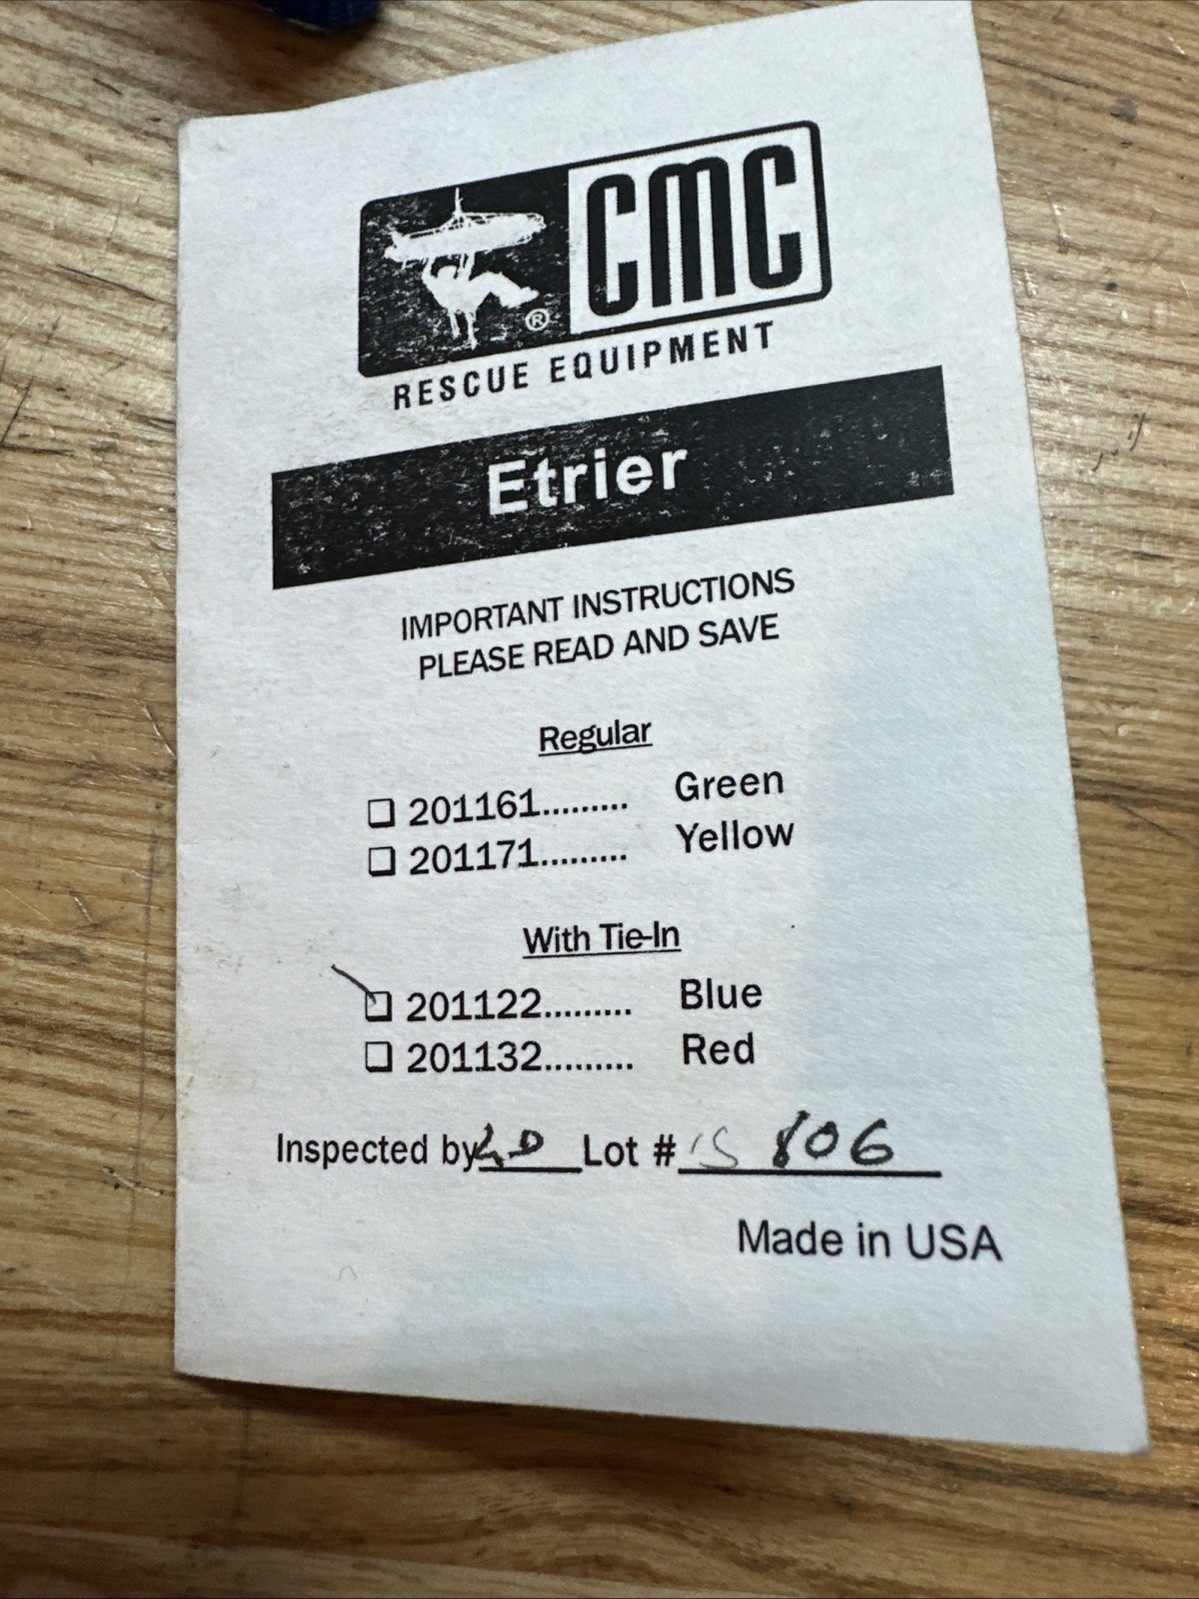 CMC
®
RESCUE EQUIPMENT
Etrier
IMPORTANT INSTRUCTIONS
PLEASE READ AND SAVE
Regular
❏ 201161......... Green
❏ 201171......... Yellow
With Tie-In
❏ 201122......... Blue
❏ 201132......... Red
Inspected by Lot # 806
Made in USA